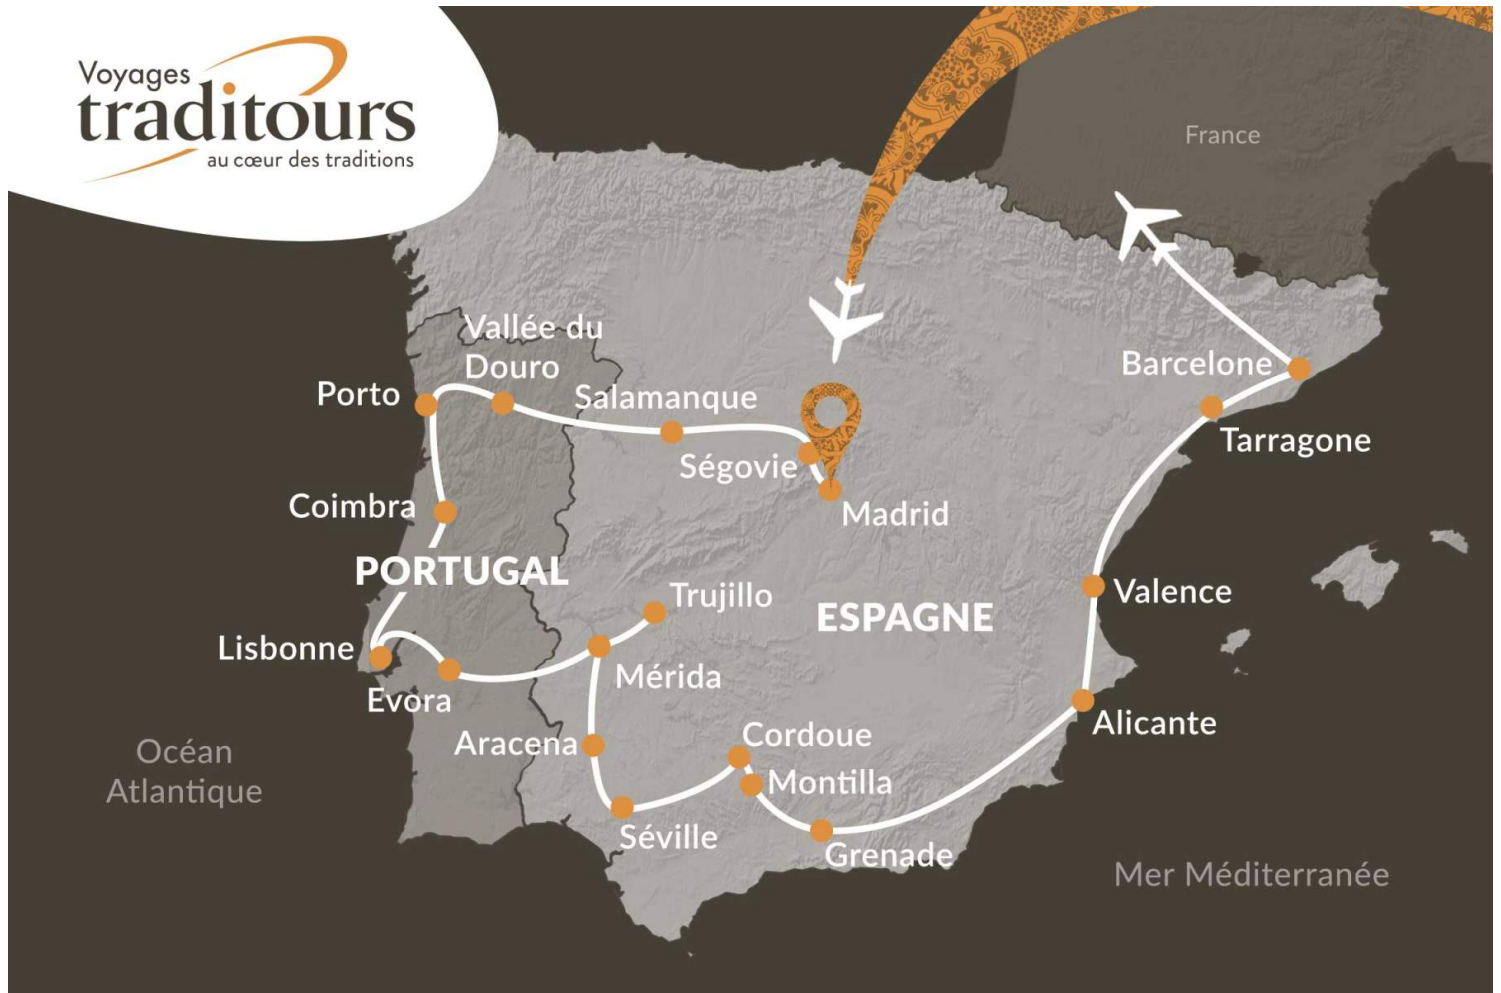 Voyages
traditours
au cœur des traditions
France
Vallée du
Douro
Porto
Salamanque
Barcelone
Ségovie
Tarragone
Madrid
Coimbra
PORTUGAL
Trujillo
ESPAGNE
Valence
Lisbonne
Mérida
Evora
Alicante
Aracena
Cordoue
Montilla
Océan
Atlantique
Séville
Grenade
Mer Méditerranée